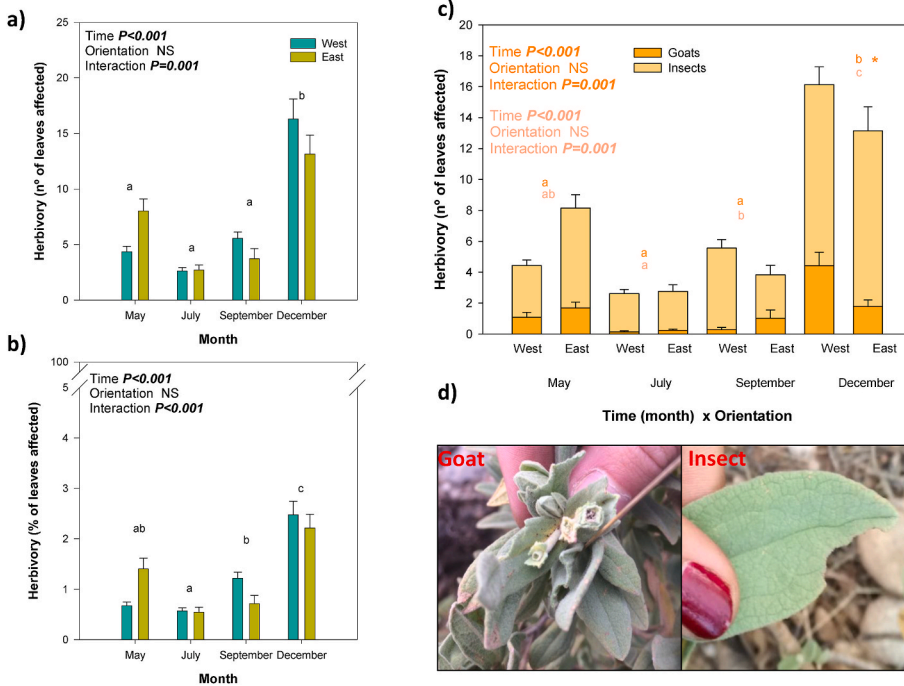 a)
25
20
15
10
5
0
Herbivory (nº of leaves affected)
Time P<0.001
Orientation NS
Interaction P=0.001
West
East
a
a
a
b
May July September December
Month
b)
100
5
4
3
2
1
0
Herbivory (% of leaves affected)
Time P<0.001
Orientation NS
Interaction P<0.001
ab
a
b
c
May July September December
Month
c)
20
18
16
14
12
10
8
6
4
2
0
Herbivory (nº of leaves affected)
Time P<0.001
Orientation NS
Interaction P=0.001
Time P<0.001
Orientation NS
Interaction P=0.001
Goats
Insects
a
ab
a
a
a
b
b *
c
West East West East West East West East
May July September December
Time (month) x Orientation
d)
Goat
Insect